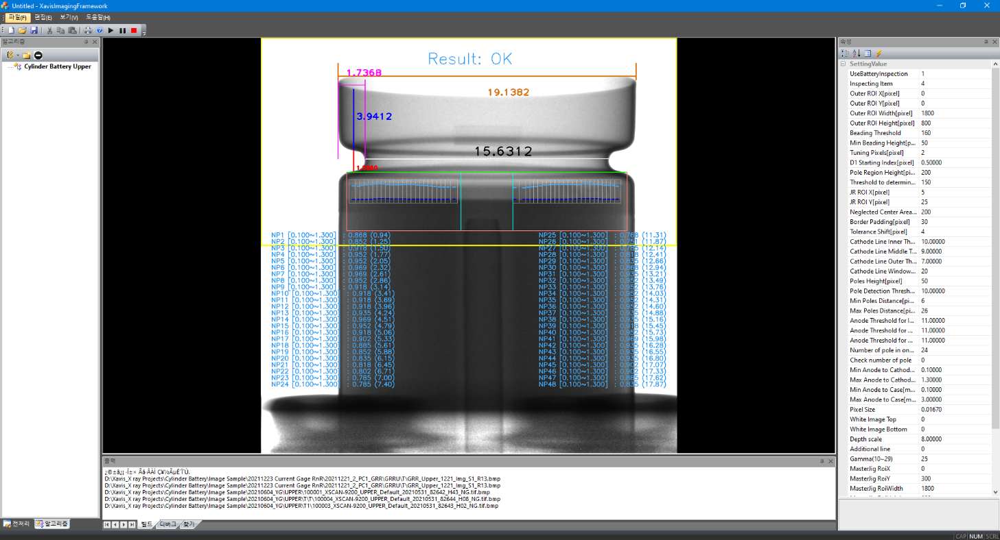 Untitled - XavisImagingFramework
파일(F) 편집(E) 보기(V) 도움말(H)
알고리즘
Cylinder Battery Upper
전처리 알고리즘
Result: OK
1.7368
19.1382
3.9412
15.6312
NP1 [0.100~1.300] : 0.868 (0.94)
NP2 [0.100~1.300] : 0.852 (1.25)
NP3 [0.100~1.300] : 0.918 (1.50)
NP4 [0.100~1.300] : 0.952 (1.77)
NP5 [0.100~1.300] : 0.952 (2.05)
NP6 [0.100~1.300] : 0.969 (2.32)
NP7 [0.100~1.300] : 0.969 (2.61)
NP8 [0.100~1.300] : 0.952 (2.86)
NP9 [0.100~1.300] : 0.918 (3.14)
NP10 [0.100~1.300] : 0.918 (3.41)
NP11 [0.100~1.300] : 0.918 (3.69)
NP12 [0.100~1.300] : 0.918 (3.96)
NP13 [0.100~1.300] : 0.935 (4.24)
NP14 [0.100~1.300] : 0.969 (4.51)
NP15 [0.100~1.300] : 0.952 (4.79)
NP16 [0.100~1.300] : 0.918 (5.06)
NP17 [0.100~1.300] : 0.902 (5.33)
NP18 [0.100~1.300] : 0.885 (5.61)
NP19 [0.100~1.300] : 0.852 (5.88)
NP20 [0.100~1.300] : 0.835 (6.15)
NP21 [0.100~1.300] : 0.818 (6.45)
NP22 [0.100~1.300] : 0.802 (6.71)
NP23 [0.100~1.300] : 0.785 (7.00)
NP24 [0.100~1.300] : 0.785 (7.40)
NP25 [0.100~1.300] : 0.768 (11.31)
NP26 [0.100~1.300] : 0.751 (11.87)
NP27 [0.100~1.300] : 0.785 (12.14)
NP28 [0.100~1.300] : 0.818 (12.41)
NP29 [0.100~1.300] : 0.835 (12.66)
NP30 [0.100~1.300] : 0.868 (12.94)
NP31 [0.100~1.300] : 0.935 (13.21)
NP32 [0.100~1.300] : 0.952 (13.49)
NP33 [0.100~1.300] : 0.952 (13.76)
NP34 [0.100~1.300] : 0.952 (14.03)
NP35 [0.100~1.300] : 0.952 (14.31)
NP36 [0.100~1.300] : 0.952 (14.60)
NP37 [0.100~1.300] : 0.935 (14.88)
NP38 [0.100~1.300] : 0.935 (15.16)
NP39 [0.100~1.300] : 0.918 (15.45)
NP40 [0.100~1.300] : 0.952 (15.73)
NP41 [0.100~1.300] : 0.969 (15.98)
NP42 [0.100~1.300] : 0.935 (16.28)
NP43 [0.100~1.300] : 0.935 (16.55)
NP44 [0.100~1.300] : 0.935 (16.80)
NP45 [0.100~1.300] : 0.902 (17.07)
NP46 [0.100~1.300] : 0.902 (17.33)
NP47 [0.100~1.300] : 0.885 (17.62)
NP48 [0.100~1.300] : 0.835 (17.87)
출력
D:\Xavis_X ray Projects\Cylinder Battery\Image Sample\20211223 Current Gage RnR\20211221_2_PC1_GRR\GRRU\T\GRR_Upper_1221_Img_S1_R13.bmp
D:\Xavis_X ray Projects\Cylinder Battery\Image Sample\20211223 Current Gage RnR\20211221_2_PC1_GRR\GRRU\T\GRR_Upper_1221_Img_S1_R13.bmp
D:\Xavis_X ray Projects\Cylinder Battery\Image Sample\20210604_YG\UPPER\100001_XSCAN-9200_UPPER_Default_20210531_82642_H43_NG.tif.bmp
D:\Xavis_X ray Projects\Cylinder Battery\Image Sample\20210604_YG\UPPER\T\T\100004_XSCAN-9200_UPPER_Default_20210531_82644_H08_NG.tif.bmp
D:\Xavis_X ray Projects\Cylinder Battery\Image Sample\20210604_YG\UPPER\T1\100003_XSCAN-9200_UPPER_Default_20210531_82643_H02_NG.tif.bmp
빌드 디버그 찾기
속성
SettingValue
UseBatteryInspection 1
Inspecting Item 4
Outer ROI X[pixel] 0
Outer ROI Y[pixel] 0
Outer ROI Width[pixel] 1800
Outer ROI Height[pixel] 800
Beading Threshold 160
Min Beading Height[p... 50
Tuning Pixels[pixel] 2
D1 Starting Index[pixel] 0.50000
Pole Region Height[pi... 200
Threshold to determin... 150
JR ROI X[pixel] 5
JR ROI Y[pixel] 25
Neglected Center Area... 200
Border Padding[pixel] 30
Tolerance Shift[pixel] 4
Cathode Line Inner Th... 10.00000
Cathode Line Middle T... 9.00000
Cathode Line Outer Th... 7.00000
Cathode Line Window... 20
Poles Height[pixel] 50
Pole Detection Thresh... 10.00000
Min Poles Distance[pi... 6
Max Poles Distance[pi... 26
Anode Threshold for I... 11.00000
Anode Threshold for ... 11.00000
Anode Threshold for ... 11.00000
Number of pole in on... 24
Check number of pole 0
Min Anode to Cathod... 0.10000
Max Anode to Cathod... 1.30000
Min Anode to Case[m... 0.10000
Max Anode to Case[m... 3.00000
Pixel Size 0.01670
White Image Top 0
White Image Bottom 0
Depth scale 8.00000
Additional line 0
Gamma(10~29) 25
MasterJig RoiX 0
MasterJig RoiY 300
MasterJig RoiWidth 1800
CAP NUM SCRL